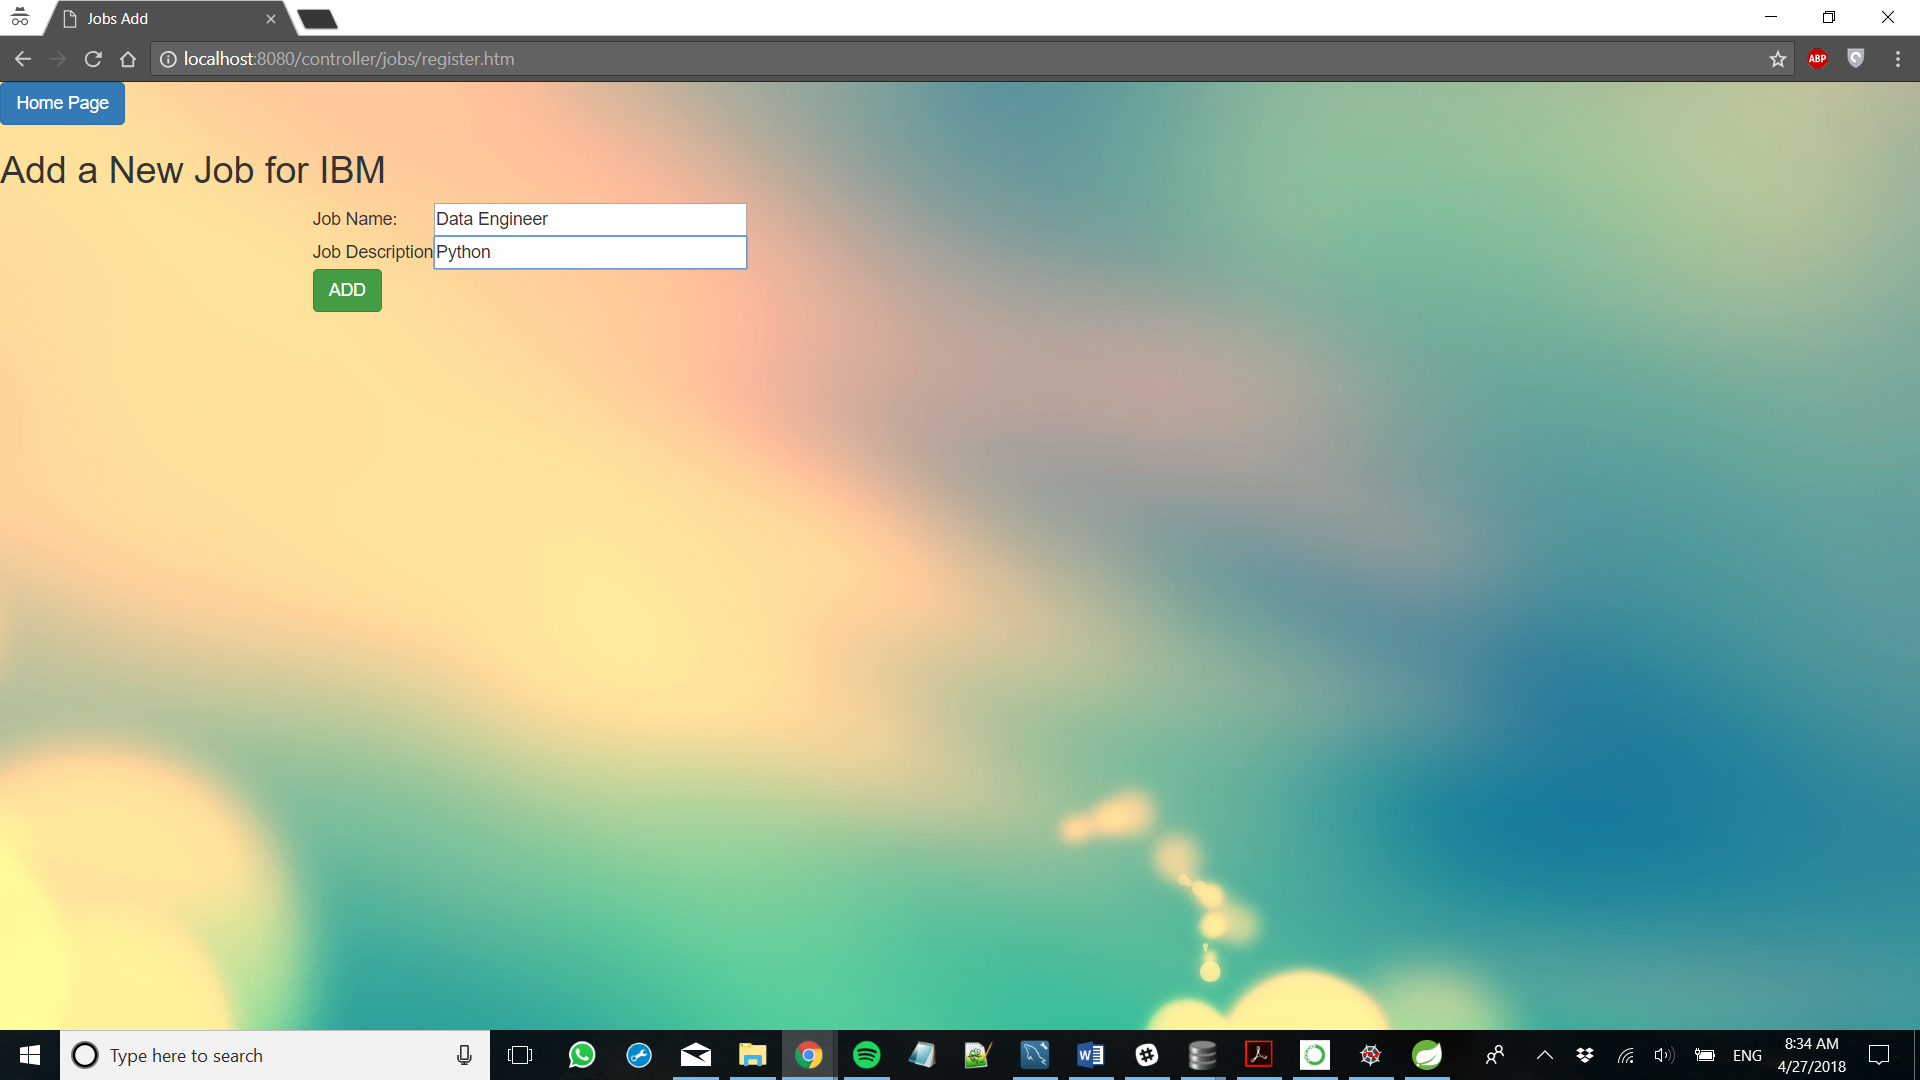 Jobs Add
localhost:8080/controller/jobs/register.htm
ABP
Home Page
Add a New Job for IBM
Job Name: Data Engineer
Job Description Python
ADD
Type here to search
ENG
8:34 AM
4/27/2018